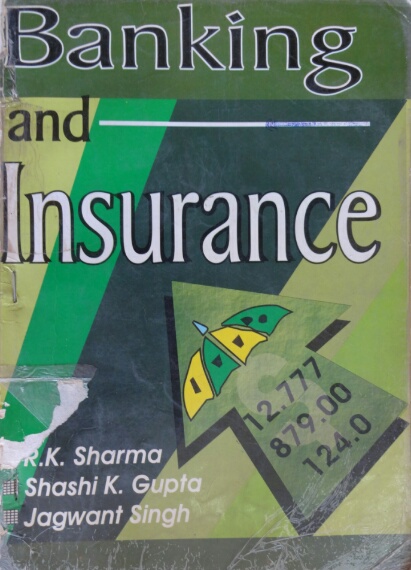 Banking
and
Insurance
12.777
879.00
124.0
R.K. Sharma
Shashi K. Gupta
Jagwant Singh